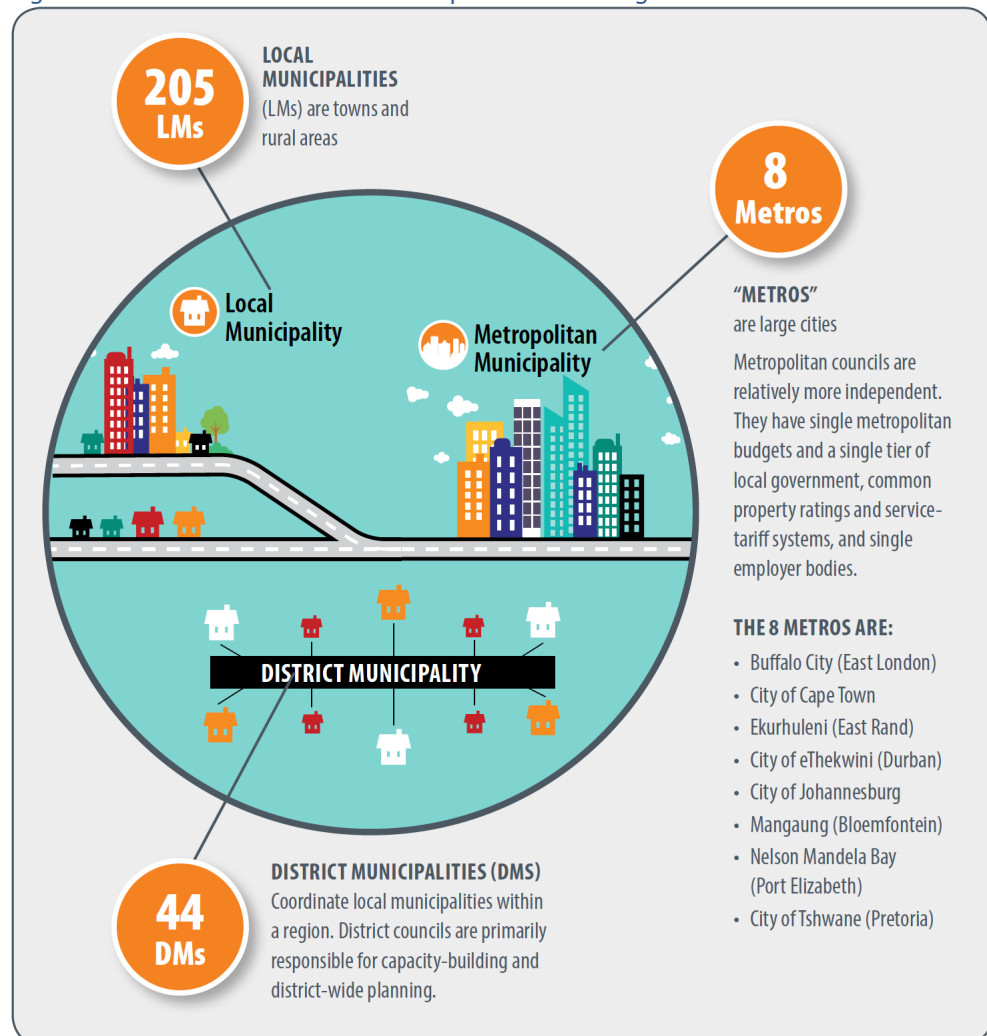 205
LMs
LOCAL
MUNICIPALITIES
(LMs) are towns and
rural areas
8
Metros
Local
Municipality
Metropolitan
Municipality
"METROS"
are large cities
Metropolitan councils are
relatively more independent.
They have single metropolitan
budgets and a single tier of
local government, common
property ratings and service-
tariff systems, and single
employer bodies.
THE 8 METROS ARE:
• Buffalo City (East London)
• City of Cape Town
• Ekurhuleni (East Rand)
• City of eThekwini (Durban)
• City of Johannesburg
• Mangaung (Bloemfontein)
• Nelson Mandela Bay
(Port Elizabeth)
• City of Tshwane (Pretoria)
DISTRICT MUNICIPALITY
44
DMs
DISTRICT MUNICIPALITIES (DMS)
Coordinate local municipalities within
a region. District councils are primarily
responsible for capacity-building and
district-wide planning.